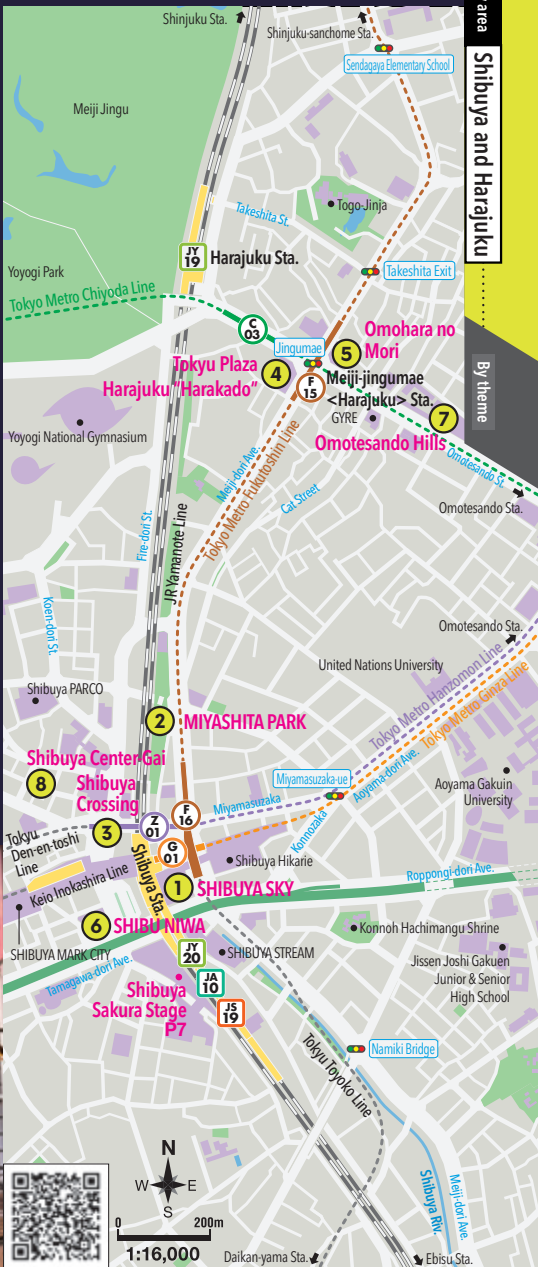 Shinjuku Sta.
Shinjuku-sanchome Sta.
area
Shibuya and Harajuku
By theme
Sendagaya Elementary School
Meiji Jingu
Togo-Jinja
Takeshita St.
JY
19
Harajuku Sta.
Takeshita Exit
Yoyogi Park
Tokyo Metro Chiyoda Line
C
03
Jingumae
5
Omohara no
Mori
Tokyu Plaza
Harajuku "Harakado"
4
F
15
Meiji-jingumae
<Harajuku> Sta.
GYRE
7
Omotesando Hills
Omotesando St.
Omotesando Sta.
Yoyogi National Gymnasium
Meiji-dori Ave.
Tokyo Metro Fukutoshin Line
Cat Street
Fire-dori St.
JR Yamanote Line
Koen-dori St.
Omotesando Sta.
United Nations University
Tokyo Metro Hanzomon Line
Tokyo Metro Ginza Line
Shibuya PARCO
2
MIYASHITA PARK
Shibuya Center-Gai
8
Shibuya
Crossing
3
Miyamasuzaka-ue
Aoyama-dori Ave.
Miyamasuzaka
Konnozaka
Aoyama Gakuin
University
Z
01
F
16
G
01
Tokyu
Den-en-toshi
Line
Keio Inokashira Line
Shibuya Sta.
Shibuya Hikarie
1
SHIBUYA SKY
Roppongi-dori Ave.
6
SHIBU NIWA
SHIBUYA MARK CITY
Tamagawa-dori Ave.
JY
20
SHIBUYA STREAM
Konnoh Hachimangu Shrine
Jissen Joshi Gakuen
Junior & Senior
High School
JA
10
JS
19
Shibuya
Sakura Stage
P7
Tokyu Toyoko Line
Namiki Bridge
Shibuya Riv.
Meiji-dori Ave.
N
W
E
S
0
200m
1:16,000
Daikan-yama Sta.
Ebisu Sta.